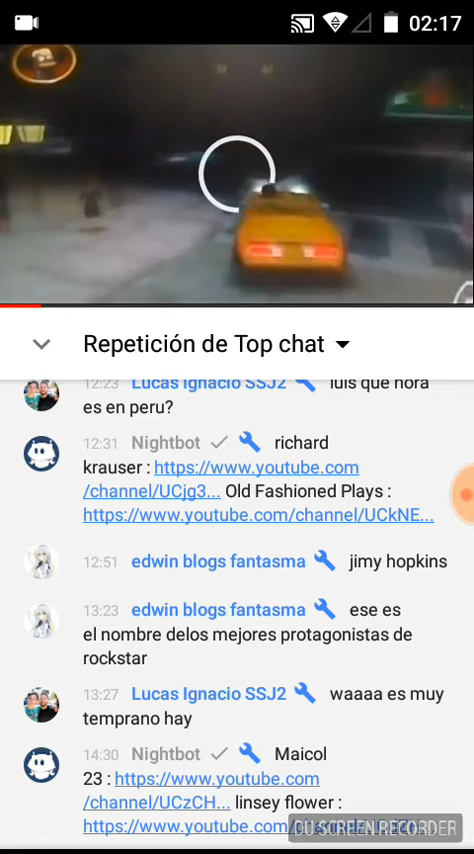 02:17
Repetición de Top chat
12:23 Lucas Ignacio SSJ2 luis que hora
es en peru?
12:31 Nightbot richard
krauser : https://www.youtube.com
/channel/UCjg3... Old Fashioned Plays :
https://www.youtube.com/channel/UCkNE...
12:51 edwin blogs fantasma jimy hopkins
13:23 edwin blogs fantasma ese es
el nombre delos mejores protagonistas de
rockstar
13:27 Lucas Ignacio SSJ2 waaaa es muy
temprano hay
14:30 Nightbot Maicol
23 : https://www.youtube.com
/channel/UCzCH... linsey flower :
https://www.youtube.com
DU SCREEN RECORDER